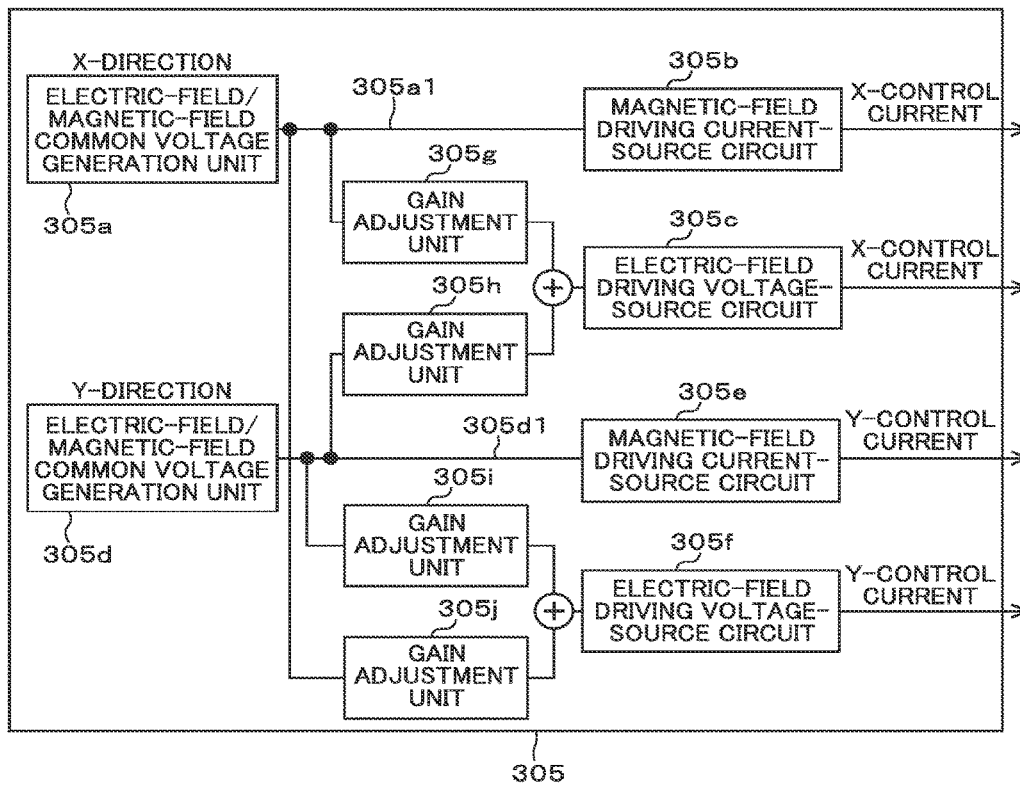 X-DIRECTION
ELECTRIC-FIELD/
MAGNETIC-FIELD
COMMON VOLTAGE
GENERATION UNIT
305a
305a1
305b
MAGNETIC-FIELD
DRIVING CURRENT-
SOURCE CIRCUIT
X-CONTROL
CURRENT
305g
GAIN
ADJUSTMENT
UNIT
305c
ELECTRIC-FIELD
DRIVING VOLTAGE-
SOURCE CIRCUIT
X-CONTROL
CURRENT
305h
GAIN
ADJUSTMENT
UNIT
Y-DIRECTION
ELECTRIC-FIELD/
MAGNETIC-FIELD
COMMON VOLTAGE
GENERATION UNIT
305d
305d1
305e
MAGNETIC-FIELD
DRIVING CURRENT-
SOURCE CIRCUIT
Y-CONTROL
CURRENT
305i
GAIN
ADJUSTMENT
UNIT
305f
ELECTRIC-FIELD
DRIVING VOLTAGE-
SOURCE CIRCUIT
Y-CONTROL
CURRENT
305j
GAIN
ADJUSTMENT
UNIT
305